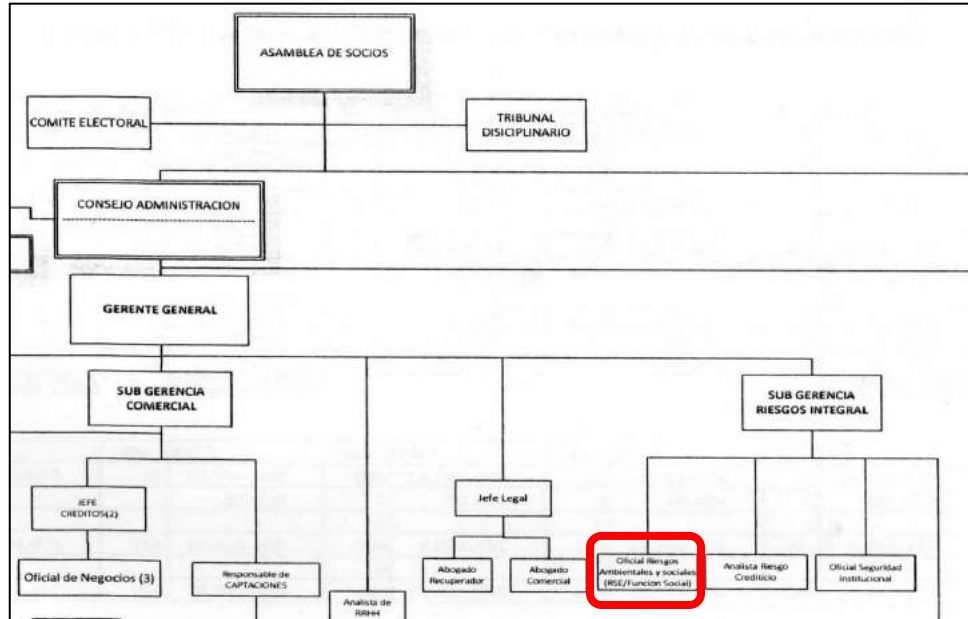 ASAMBLEA DE SOCIOS
COMITE ELECTORAL
TRIBUNAL
DISICIPLINARIO
CONSEJO ADMINISTRACION
GERENTE GENERAL
SUB GERENCIA
COMERCIAL
SUB GERENCIA
RIESGOS INTEGRAL
JEFE
CREDITOS(2)
Jefe Legal
Oficial de Negocios (3)
Responsable de
CAPTACIONES
Analista de
RRHH
Abogado
Recuperador
Abogado
Comercial
Oficial Riesgos
Ambientales y sociales
(RSE/Funcion Social)
Analista Riesgo
Crediticio
Oficial Seguridad
Institucional